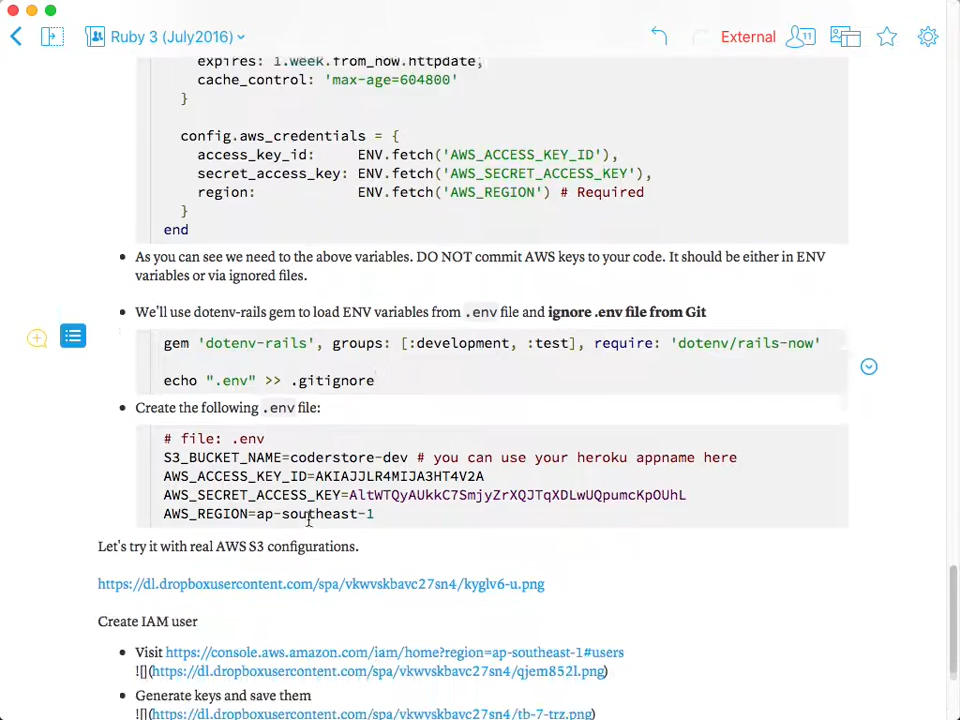 Ruby 3 (July2016)
External
11
expires: 1.week.from_now.httpdate,
cache_control: 'max-age=604800'
}
config.aws_credentials = {
access_key_id: ENV.fetch('AWS_ACCESS_KEY_ID'),
secret_access_key: ENV.fetch('AWS_SECRET_ACCESS_KEY'),
region: ENV.fetch('AWS_REGION') # Required
}
end
As you can see we need to the above variables. DO NOT commit AWS keys to your code. It should be either in ENV
variables or via ignored files.
We'll use dotenv-rails gem to load ENV variables from .env file and ignore .env file from Git
gem 'dotenv-rails', groups: [:development, :test], require: 'dotenv/rails-now'
echo ".env" >> .gitignore
Create the following .env file:
# file: .env
S3_BUCKET_NAME=coderstore-dev # you can use your heroku appname here
AWS_ACCESS_KEY_ID=AKIAJJLR4MIJA3HT4V2A
AWS_SECRET_ACCESS_KEY=AltWTQyAUkkC7SmjyZrXQJTqXDLwUQpumcKpOUhL
AWS_REGION=ap-southeast-1
Let's try it with real AWS S3 configurations.
https://dl.dropboxusercontent.com/spa/vkwvskbavc27sn4/kyglv6-u.png
Create IAM user
Visit https://console.aws.amazon.com/iam/home?region=ap-southeast-1#users
![](https://dl.dropboxusercontent.com/spa/vkwvskbavc27sn4/qjem852l.png)
Generate keys and save them
![](https://dl.dropboxusercontent.com/spa/vkwvskbavc27sn4/tb-7-trz.png)